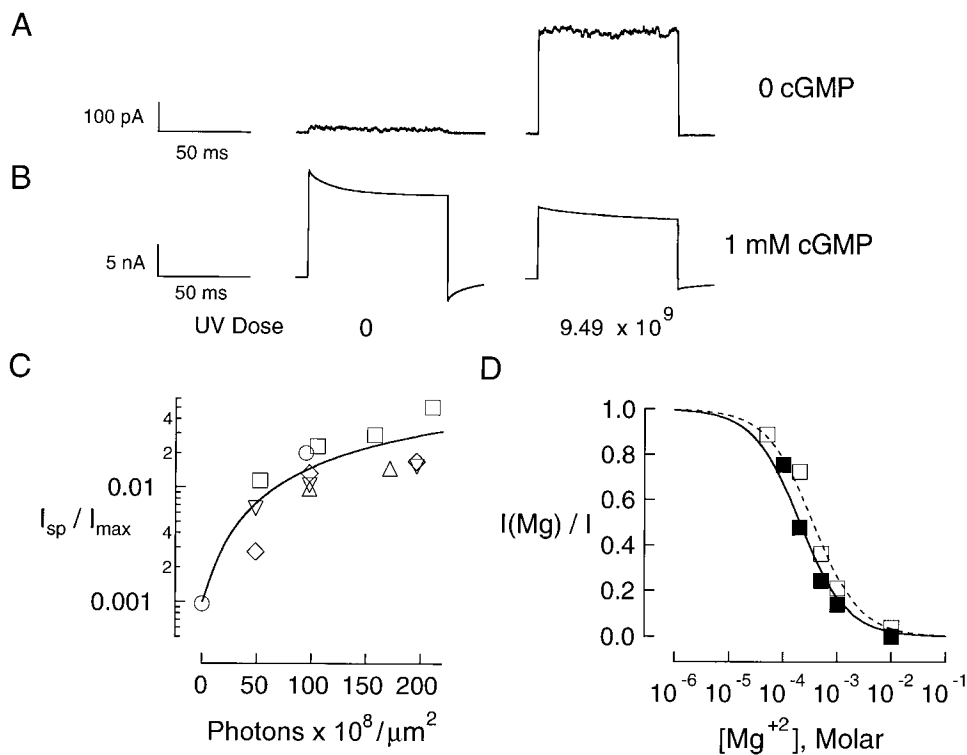 A
100 pA
50 ms
0 cGMP
B
5 nA
50 ms
1 mM cGMP
UV Dose 0 9.49 x 10^9
C
I_sp / I_max
4
2
0.01
4
2
0.001
0 50 100 150 200
Photons x 10^8/μm^2
D
I(Mg) / I
1.0
0.8
0.6
0.4
0.2
0.0
10^-6 10^-5 10^-4 10^-3 10^-2 10^-1
[Mg^+2], Molar